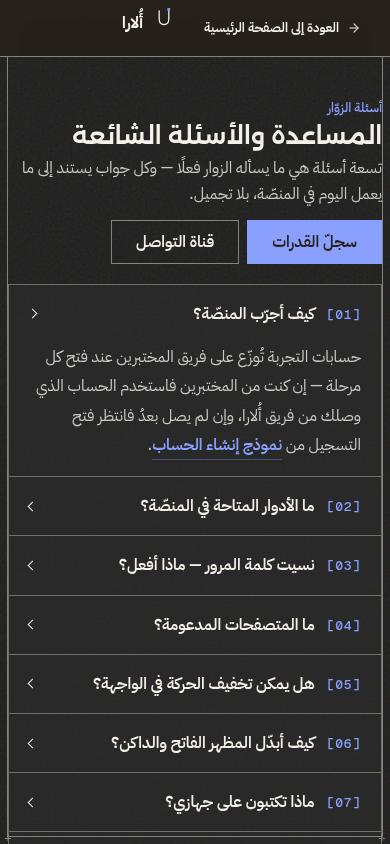 العودة إلى الصفحة الرئيسية
أُلارا
أسئلة الزوّار
المساعدة والأسئلة الشائعة
تسعة أسئلة هي ما يسأله الزوار فعلًا — وكل جواب يستند إلى ما
يعمل اليوم في المنصّة، بلا تجميل.
سجلّ القدرات
قناة التواصل
[01] كيف أجرّب المنصّة؟
حسابات التجربة تُوزّع على فريق المختبرين عند فتح كل
مرحلة — إن كنت من المختبرين فاستخدم الحساب الذي
وصلك من فريق أُلارا، وإن لم يصل بعدُ فانتظر فتح
التسجيل من نموذج إنشاء الحساب.
[02] ما الأدوار المتاحة في المنصّة؟
[03] نسيت كلمة المرور — ماذا أفعل؟
[04] ما المتصفحات المدعومة؟
[05] هل يمكن تخفيف الحركة في الواجهة؟
[06] كيف أبدّل المظهر الفاتح والداكن؟
[07] ماذا تكتبون على جهازي؟